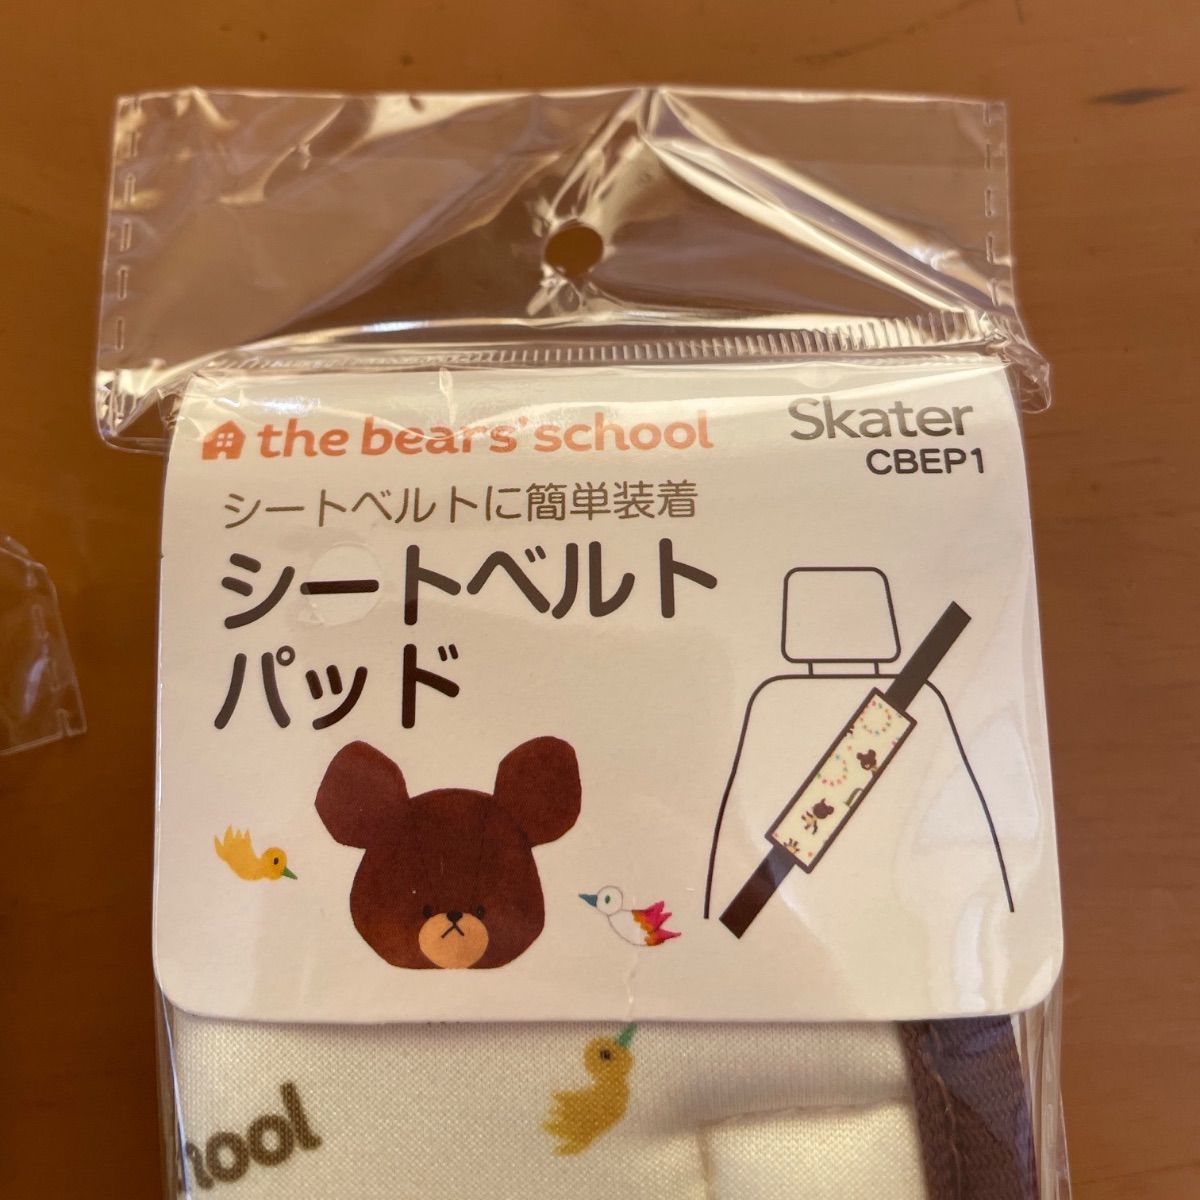 the bears' school
Skater
CBEP1
シートベルトに簡単装着
シートベルト
パッド
hool